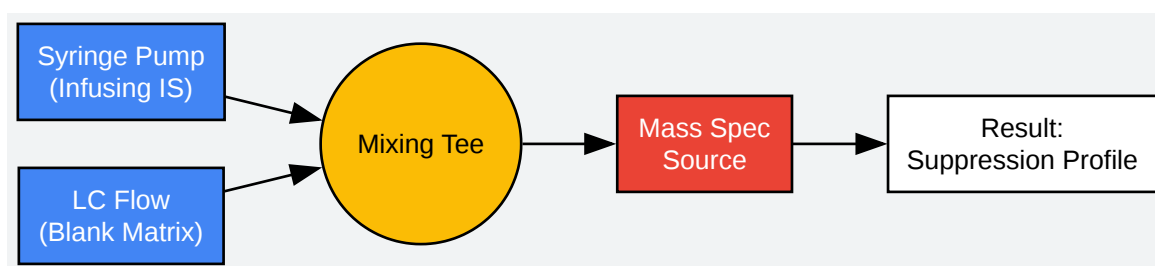 Syringe Pump
(Infusing IS)
LC Flow
(Blank Matrix)
Mixing Tee
Mass Spec
Source
Result:
Suppression Profile